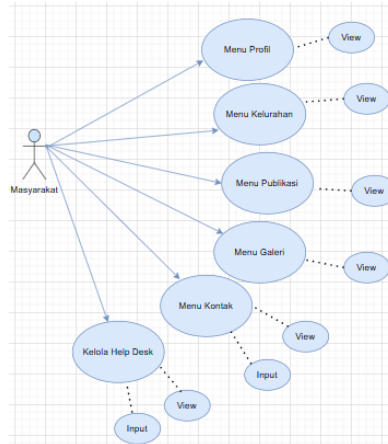 Menu Profil
View
Menu Kelurahan
View
Masyarakat
Menu Publikasi
View
Menu Galeri
View
Menu Kontak
View
Input
Kelola Help Desk
View
Input